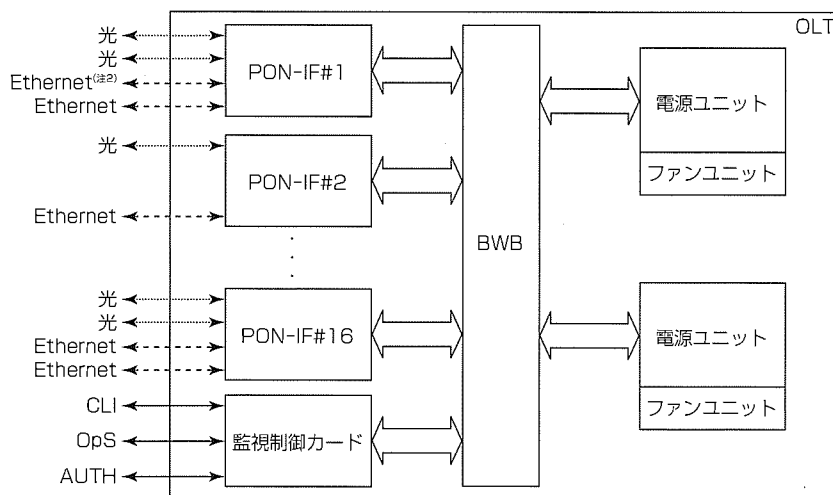 OLT
光
光
Ethernet(注2)
Ethernet
PON-IF#1
光
Ethernet
PON-IF#2
光
光
Ethernet
Ethernet
PON-IF#16
CLI
OpS
AUTH
監視制御カード
BWB
電源ユニット
ファンユニット
電源ユニット
ファンユニット